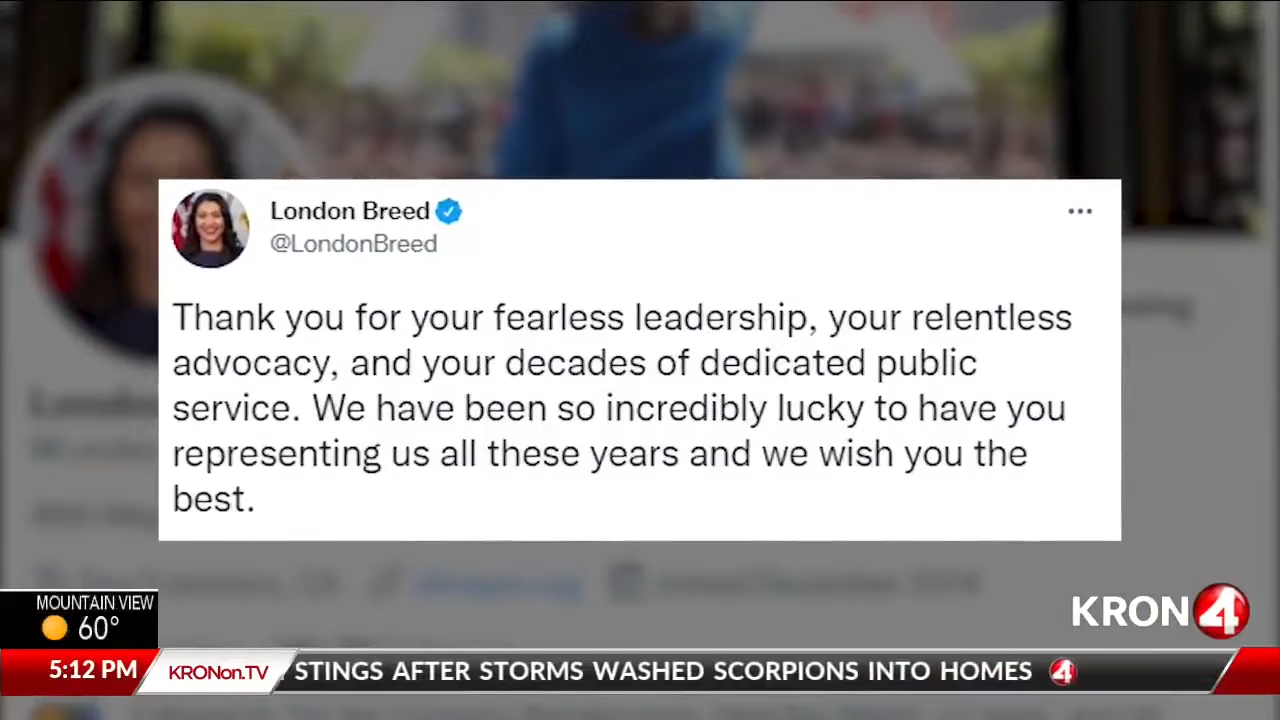 London Breed
@LondonBreed
Thank you for your fearless leadership, your relentless
advocacy, and your decades of dedicated public
service. We have been so incredibly lucky to have you
representing us all these years and we wish you the
best.
MOUNTAIN VIEW
60°
KRON4
5:12 PM
KRONon.TV
STINGS AFTER STORMS WASHED SCORPIONS INTO HOMES 4